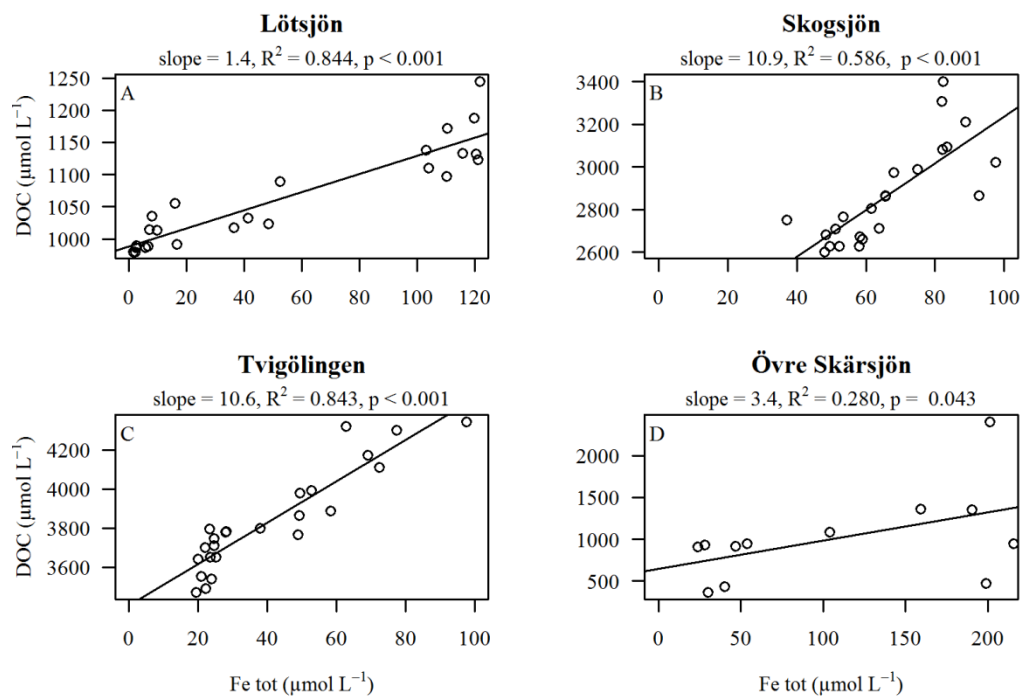 Lötsjön
slope = 1.4, R² = 0.844, p < 0.001
A
DOC (µmol L⁻¹)
1250
1200
1150
1100
1050
1000
0 20 40 60 80 100 120
Skogsjön
slope = 10.9, R² = 0.586, p < 0.001
B
3400
3200
3000
2800
2600
0 20 40 60 80 100
Tvigölingen
slope = 10.6, R² = 0.843, p < 0.001
C
DOC (µmol L⁻¹)
4200
4000
3800
3600
0 20 40 60 80 100
Fe tot (µmol L⁻¹)
Övre Skärsjön
slope = 3.4, R² = 0.280, p = 0.043
D
2000
1500
1000
500
0 50 100 150 200
Fe tot (µmol L⁻¹)